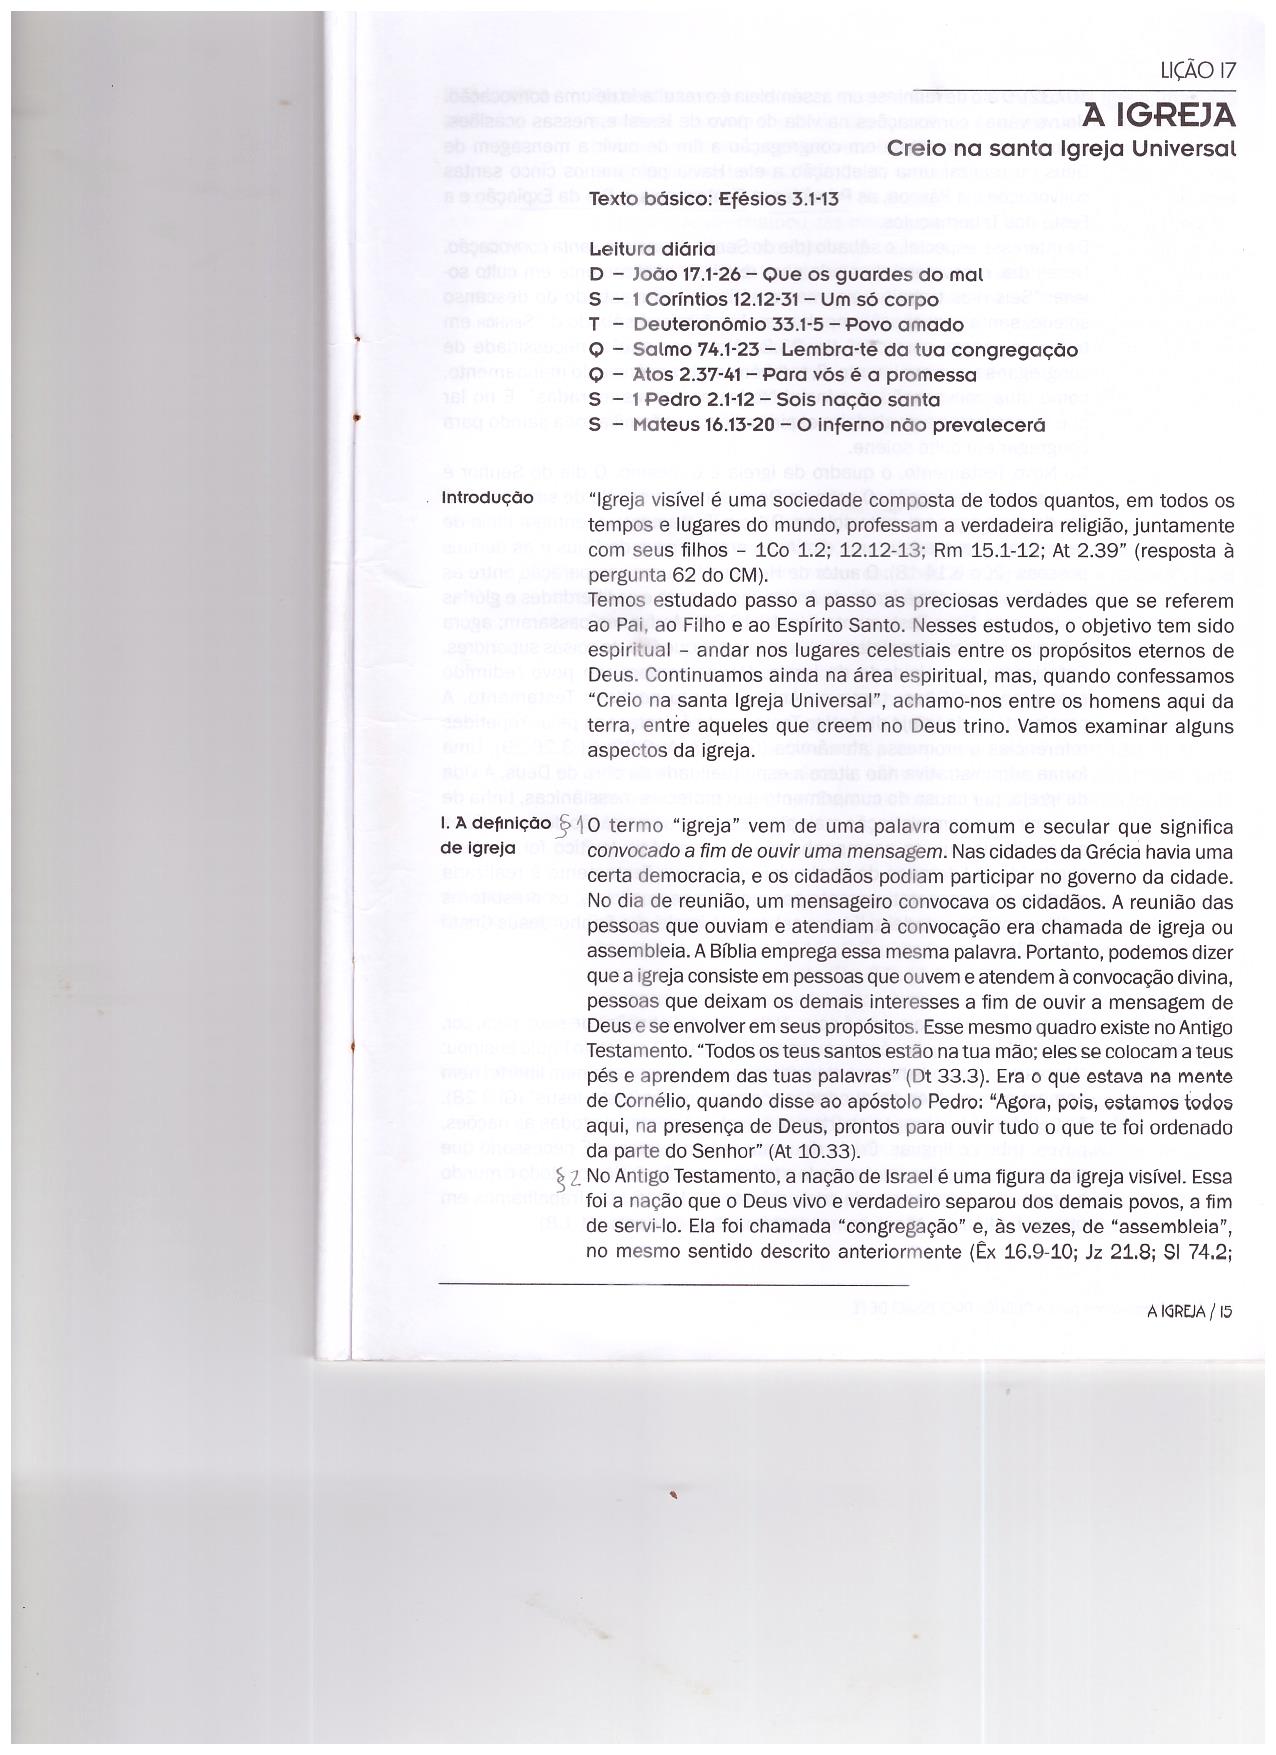 LIÇÃO 17
A IGREJA
Creio na santa Igreja Universal
Texto básico: Efésios 3.1-13
Leitura diária
D – João 17.1-26 – Que os guardes do mal
S – 1 Coríntios 12.12-31 – Um só corpo
T – Deuteronômio 33.1-5 – Povo amado
Q – Salmo 74.1-23 – Lembra-te da tua congregação
Q – Atos 2.37-41 – Para vós é a promessa
S – 1 Pedro 2.1-12 – Sois nação santa
S – Mateus 16.13-20 – O inferno não prevalecerá
Introdução
“Igreja visível é uma sociedade composta de todos quantos, em todos os
tempos e lugares do mundo, professam a verdadeira religião, juntamente
com seus filhos – 1Co 1.2; 12.12-13; Rm 15.1-12; At 2.39” (resposta à
pergunta 62 do CM).
Temos estudado passo a passo as preciosas verdades que se referem
ao Pai, ao Filho e ao Espírito Santo. Nesses estudos, o objetivo tem sido
espiritual – andar nos lugares celestiais entre os propósitos eternos de
Deus. Continuamos ainda na área espiritual, mas, quando confessamos
“Creio na santa Igreja Universal”, achamo-nos entre os homens aqui da
terra, entre aqueles que creem no Deus trino. Vamos examinar alguns
aspectos da igreja.
I. A definição
de igreja
§ 1 O termo “igreja” vem de uma palavra comum e secular que significa
convocado a fim de ouvir uma mensagem. Nas cidades da Grécia havia uma
certa democracia, e os cidadãos podiam participar no governo da cidade.
No dia de reunião, um mensageiro convocava os cidadãos. A reunião das
pessoas que ouviam e atendiam à convocação era chamada de igreja ou
assembleia. A Bíblia emprega essa mesma palavra. Portanto, podemos dizer
que a igreja consiste em pessoas que ouvem e atendem à convocação divina,
pessoas que deixam os demais interesses a fim de ouvir a mensagem de
Deus e se envolver em seus propósitos. Esse mesmo quadro existe no Antigo
Testamento. “Todos os teus santos estão na tua mão; eles se colocam a teus
pés e aprendem das tuas palavras” (Dt 33.3). Era o que estava na mente
de Cornélio, quando disse ao apóstolo Pedro: “Agora, pois, estamos todos
aqui, na presença de Deus, prontos para ouvir tudo o que te foi ordenado
da parte do Senhor” (At 10.33).
§ 2 No Antigo Testamento, a nação de Israel é uma figura da igreja visível. Essa
foi a nação que o Deus vivo e verdadeiro separou dos demais povos, a fim
de servi-lo. Ela foi chamada “congregação” e, às vezes, de “assembleia”,
no mesmo sentido descrito anteriormente (Êx 16.9-10; Jz 21.8; Sl 74.2;
A IGREJA / 15